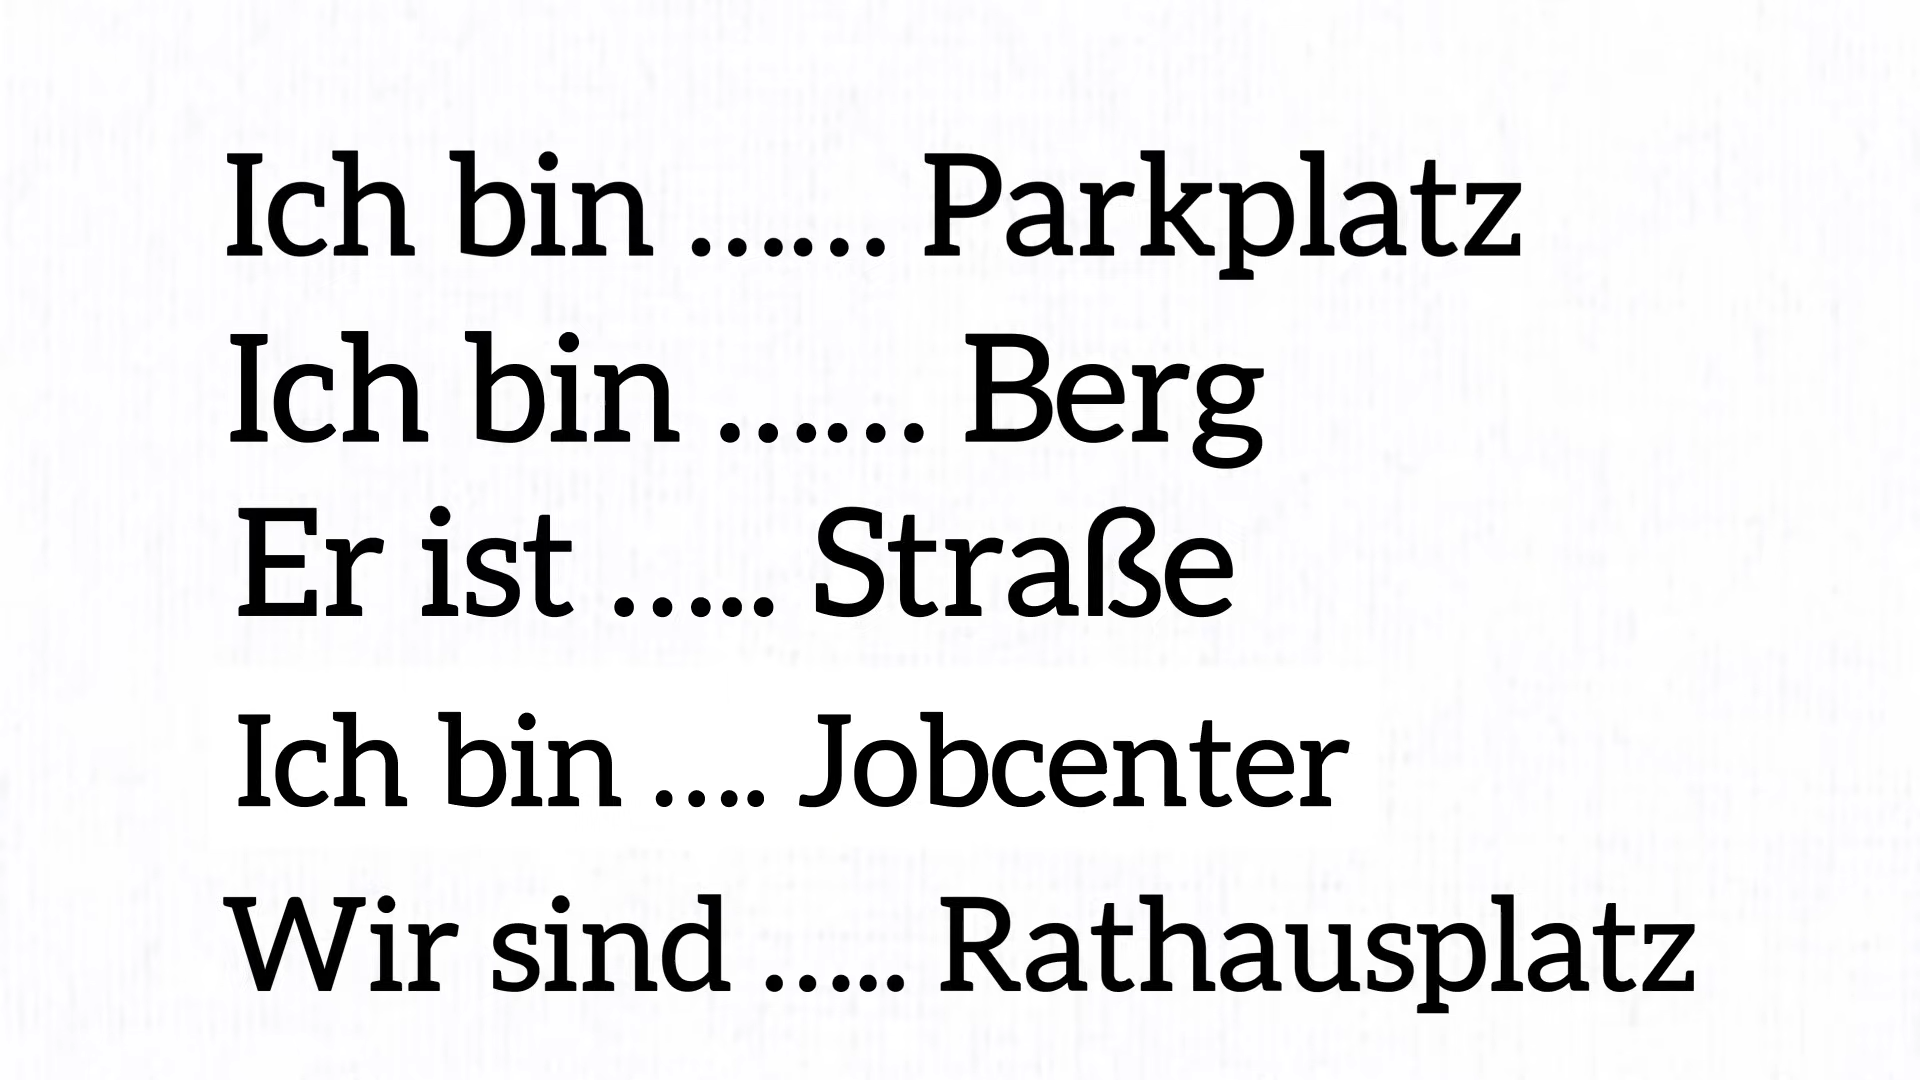 Ich bin ...... Parkplatz
Ich bin ...... Berg
Er ist ..... Straße
Ich bin .... Jobcenter
Wir sind ..... Rathausplatz